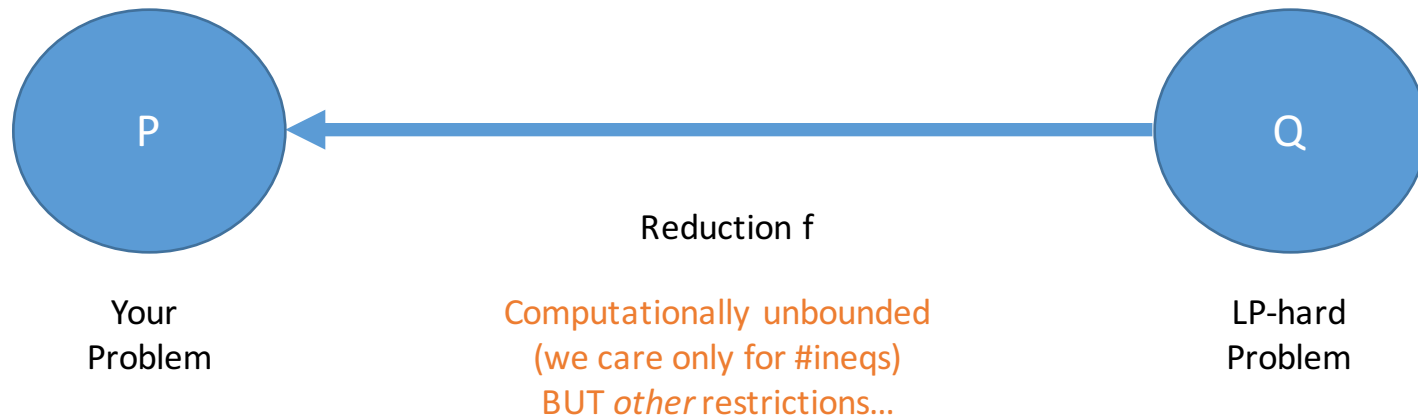 P
Q
Reduction f
Your
Problem
Computationally unbounded
(we care only for #ineqs)
BUT other restrictions…
LP-hard
Problem